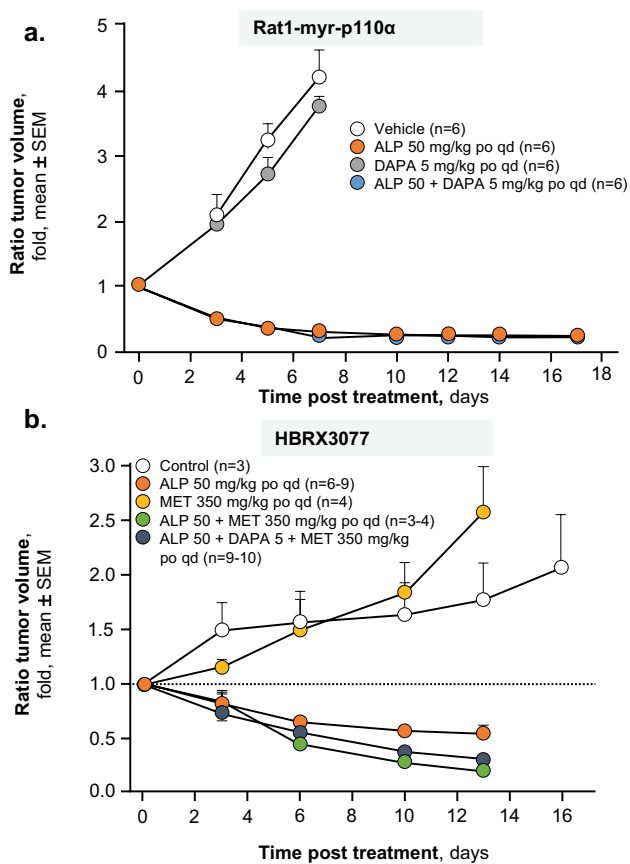 a.
Rat1-myr-p110α
Ratio tumor volume,
fold, mean ± SEM
5
4
3
2
1
0
Vehicle (n=6)
ALP 50 mg/kg po qd (n=6)
DAPA 5 mg/kg po qd (n=6)
ALP 50 + DAPA 5 mg/kg po qd (n=6)
0 2 4 6 8 10 12 14 16 18
Time post treatment, days
b.
HBRX3077
Ratio tumor volume,
fold, mean ± SEM
3.0
2.5
2.0
1.5
1.0
0.5
0.0
Control (n=3)
ALP 50 mg/kg po qd (n=6-9)
MET 350 mg/kg po qd (n=4)
ALP 50 + MET 350 mg/kg po qd (n=3-4)
ALP 50 + DAPA 5 + MET 350 mg/kg
po qd (n=9-10)
0 2 4 6 8 10 12 14 16
Time post treatment, days